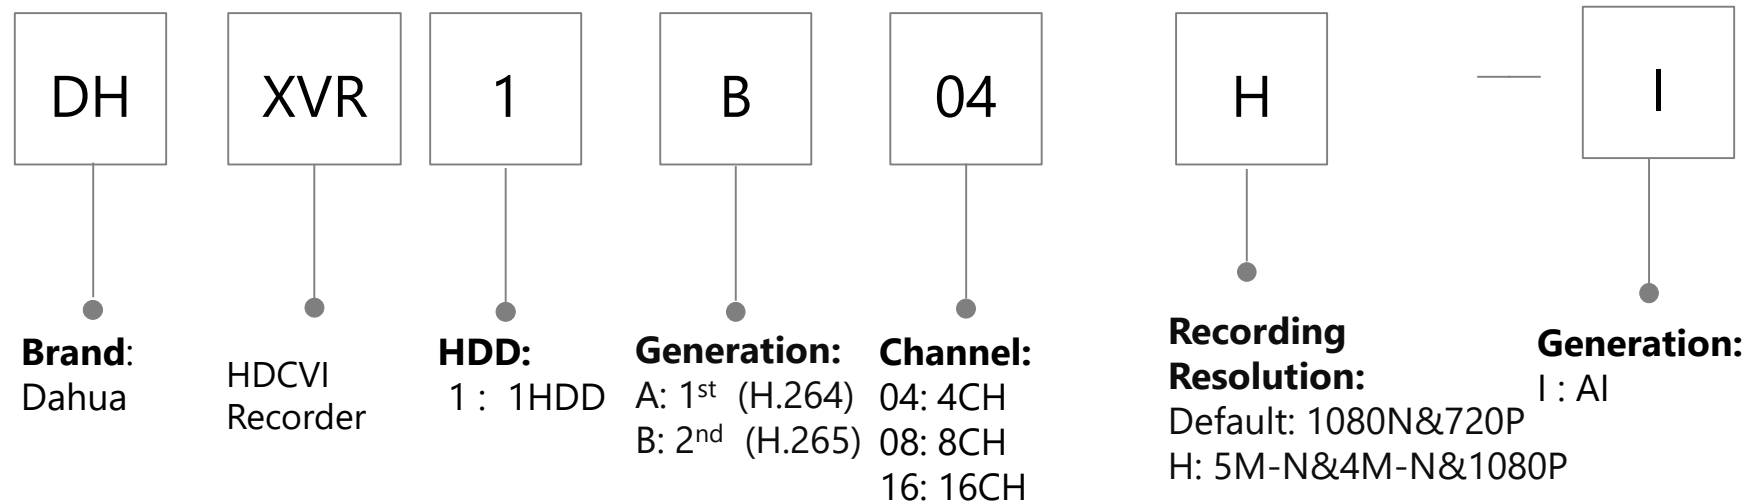 DH XVR 1 B 04 H — I
Brand:
Dahua
HDCVI
Recorder
HDD:
1 : 1HDD
Generation:
A: 1st (H.264)
B: 2nd (H.265)
Channel:
04: 4CH
08: 8CH
16: 16CH
Recording
Resolution:
Default: 1080N&720P
H: 5M-N&4M-N&1080P
Generation:
I : AI